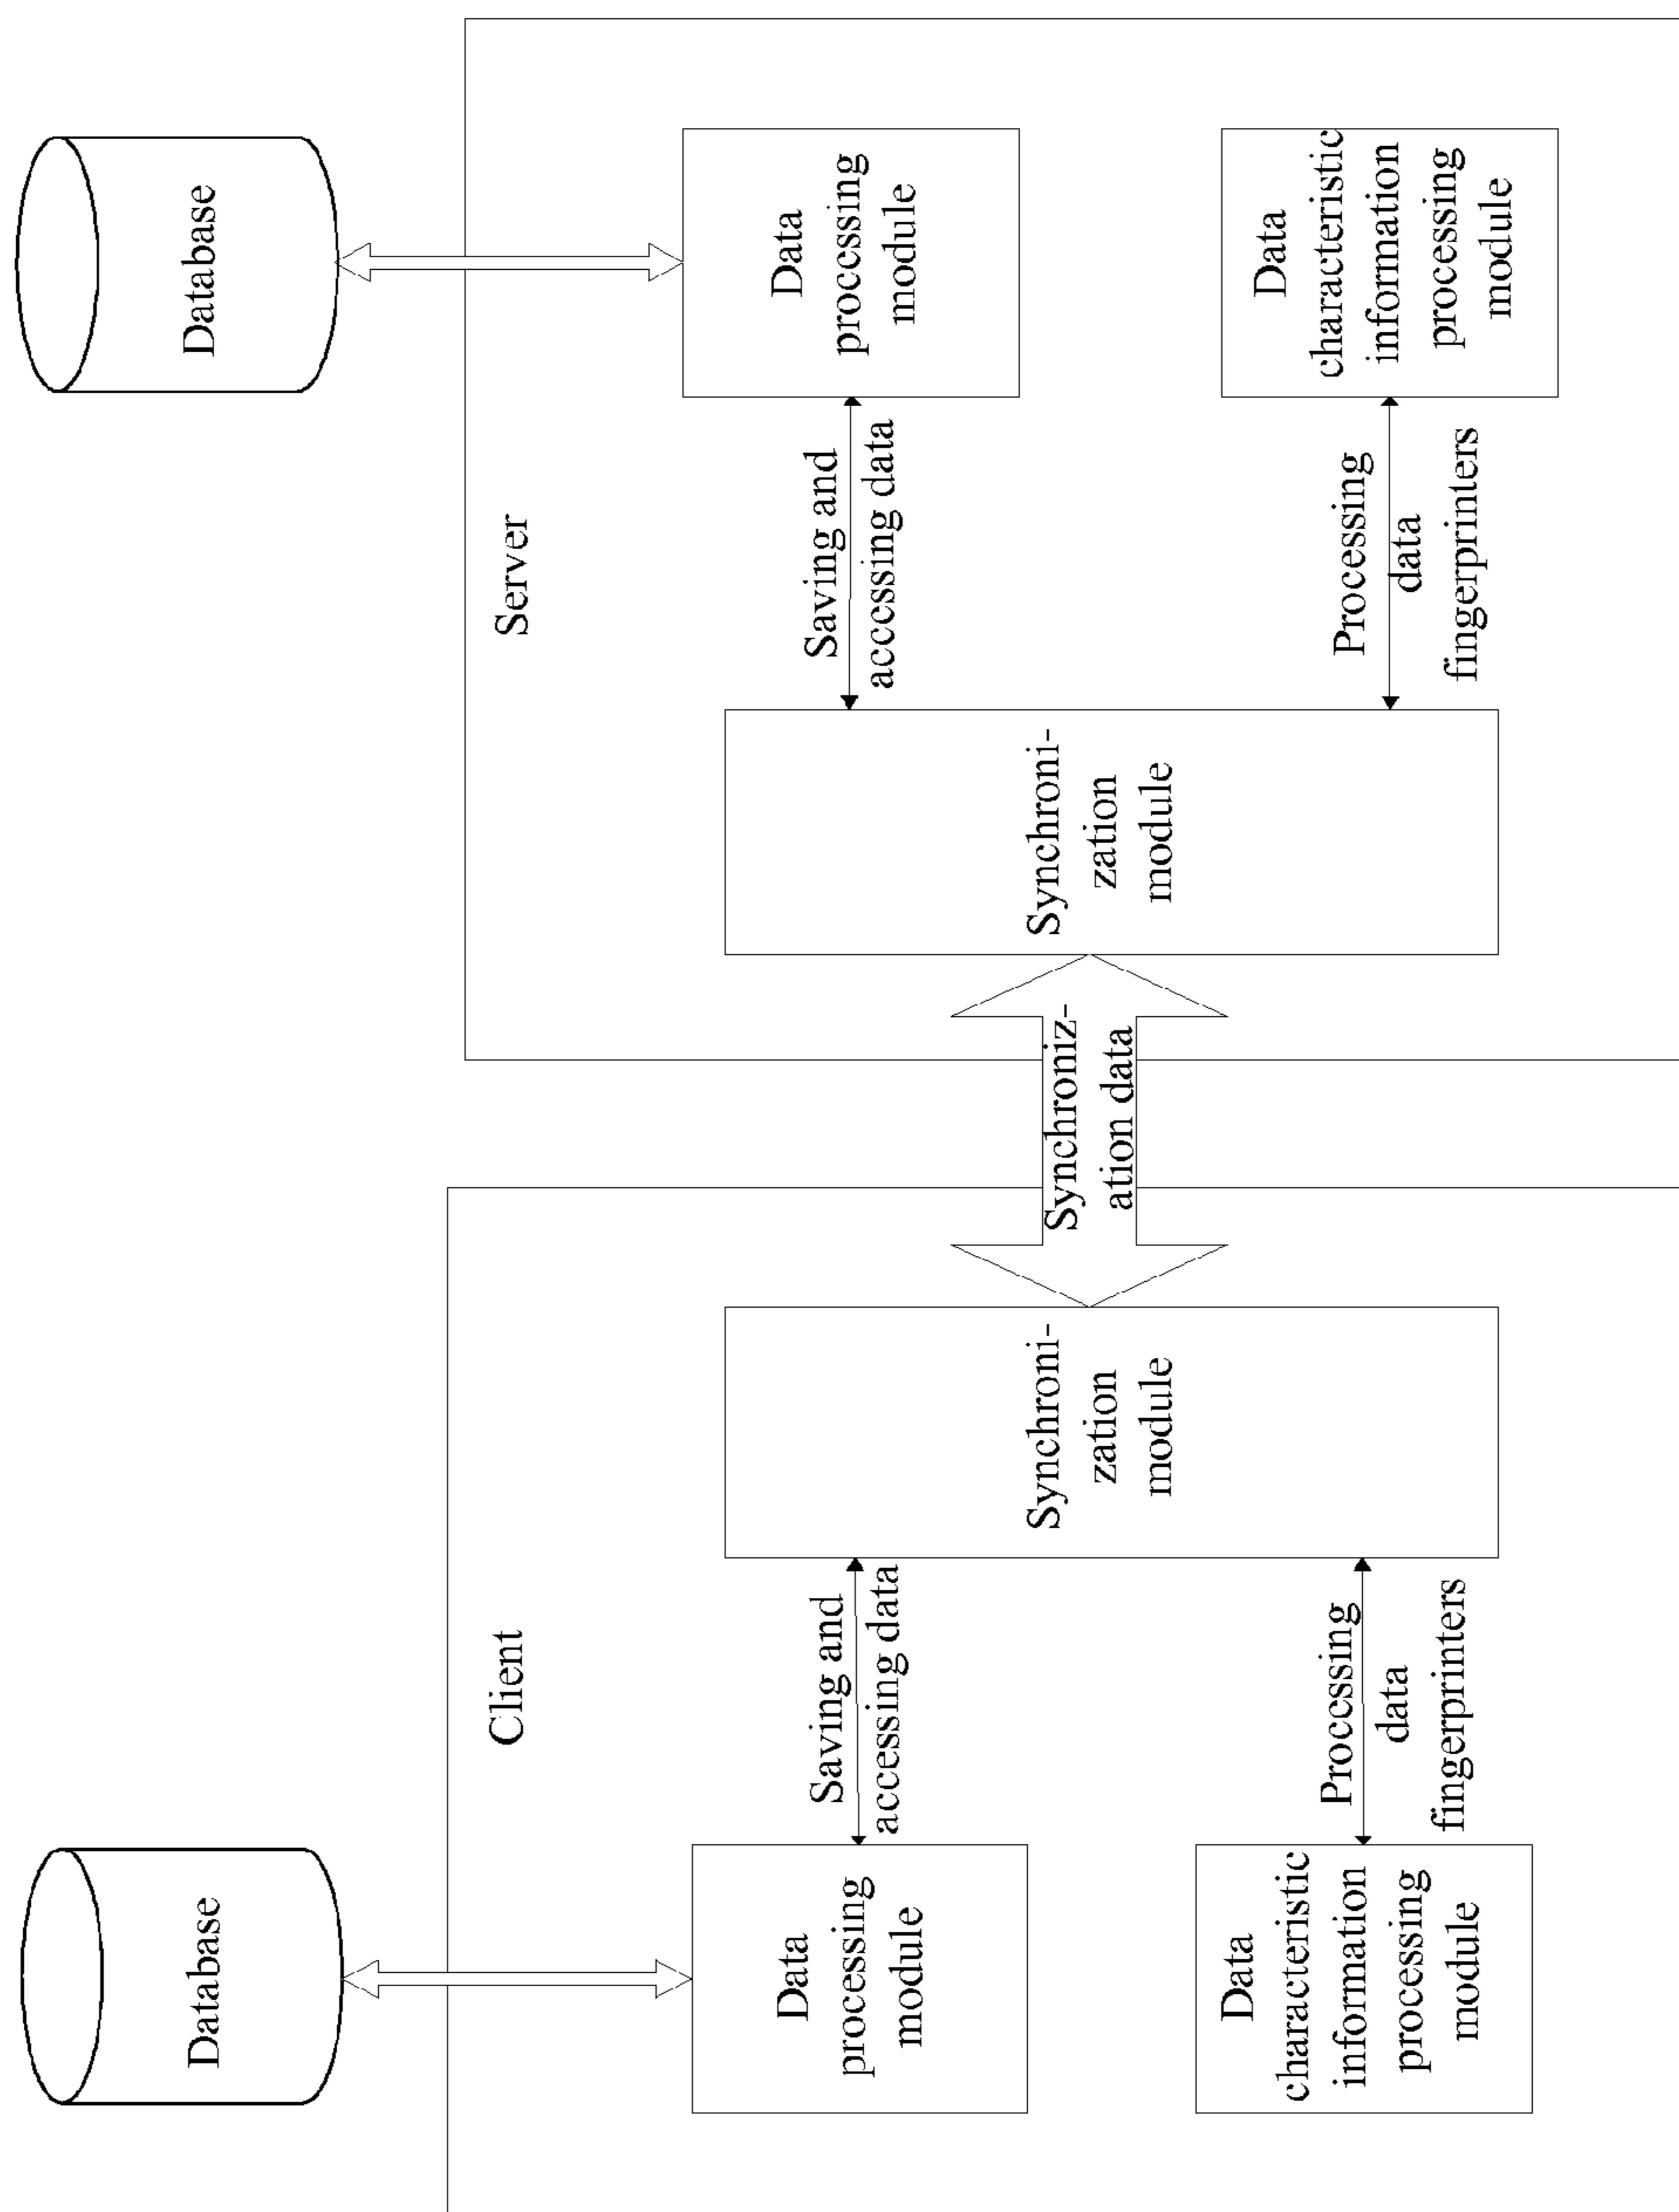 Database
Database
Client
Server
Data
processing
module
Saving and
accessing data
Synchroni-
zation
module
Synchroniz-
ation data
Synchroni-
zation
module
Saving and
accessing data
Data
processing
module
Data
characteristic
information
processing
module
Processing
data
fingerprinters
Processing
data
fingerprinters
Data
characteristic
information
processing
module